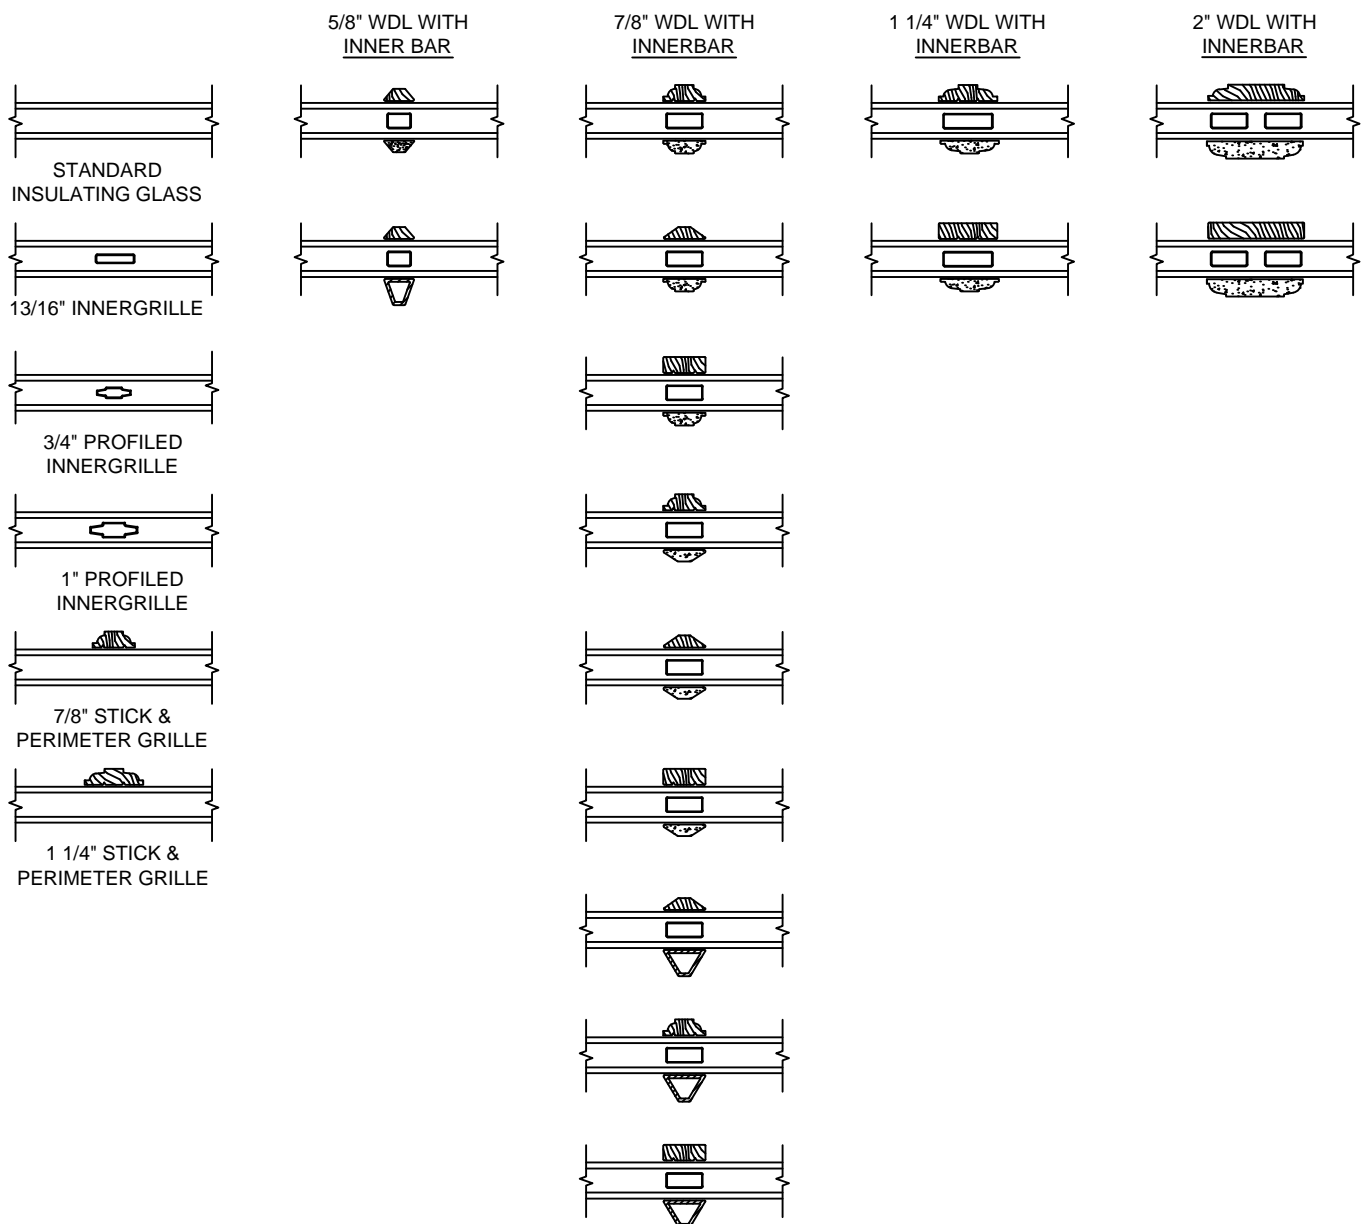 5/8" WDL WITH
INNER BAR
7/8" WDL WITH
INNERBAR
1 1/4" WDL WITH
INNERBAR
2" WDL WITH
INNERBAR
STANDARD
INSULATING GLASS
13/16" INNERGRILLE
3/4" PROFILED
INNERGRILLE
1" PROFILED
INNERGRILLE
7/8" STICK &
PERIMETER GRILLE
1 1/4" STICK &
PERIMETER GRILLE